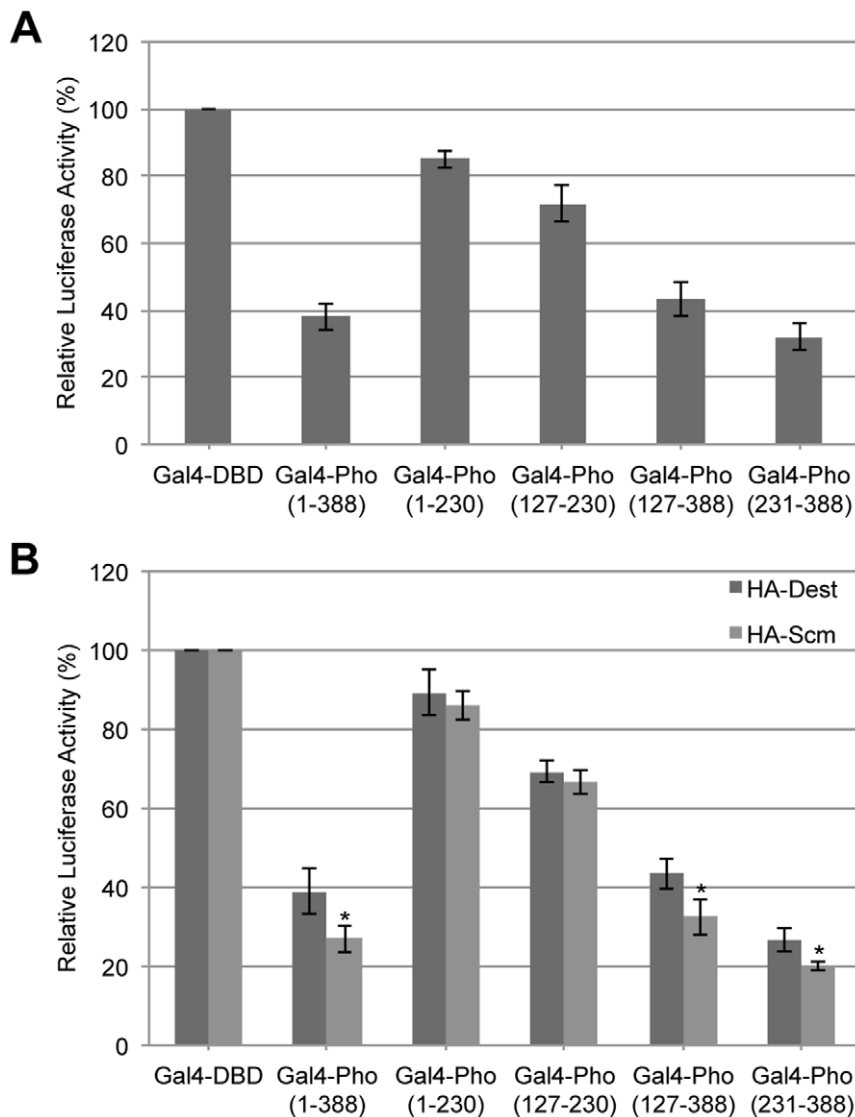 A
Relative Luciferase Activity (%)
120
100
80
60
40
20
0
Gal4-DBD
Gal4-Pho
(1-388)
Gal4-Pho
(1-230)
Gal4-Pho
(127-230)
Gal4-Pho
(127-388)
Gal4-Pho
(231-388)
B
Relative Luciferase Activity (%)
120
100
80
60
40
20
0
HA-Dest
HA-Scm
*
*
*
Gal4-DBD
Gal4-Pho
(1-388)
Gal4-Pho
(1-230)
Gal4-Pho
(127-230)
Gal4-Pho
(127-388)
Gal4-Pho
(231-388)